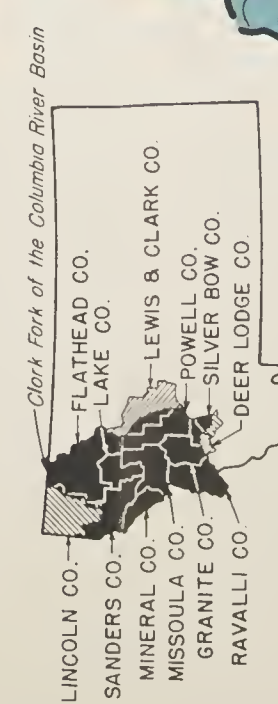 Clark Fork of the Columbia River Basin
LINCOLN CO.
FLATHEAD CO.
LAKE CO.
LEWIS & CLARK CO.
SANDERS CO.
MINERAL CO.
MISSOULA CO.
POWELL CO.
SILVER BOW CO.
GRANITE CO.
DEER LODGE CO.
RAVALLI CO.